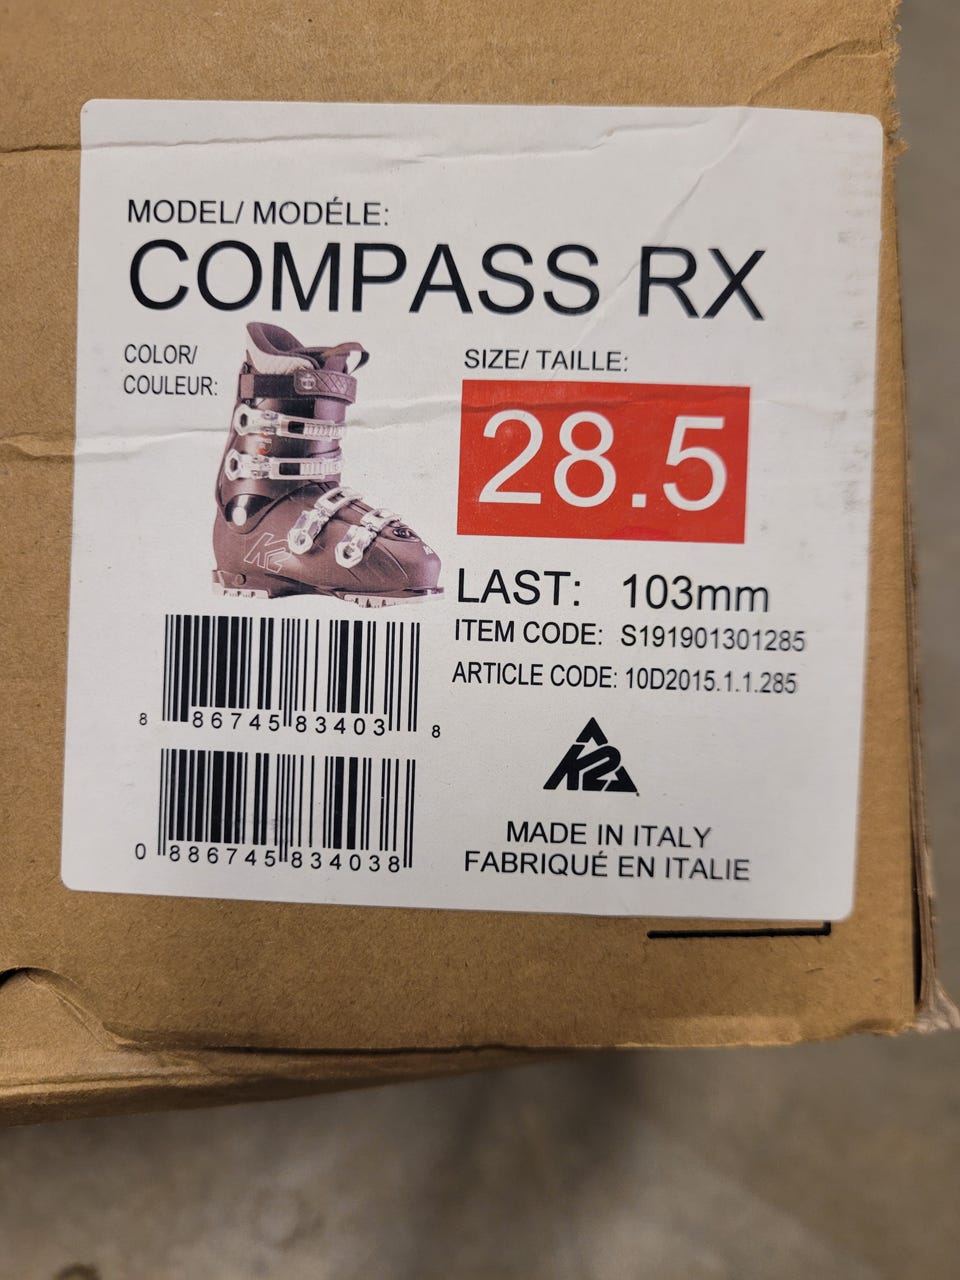 MODEL/ MODÉLE:
COMPASS RX
COLOR/
COULEUR:
SIZE/ TAILLE:
28.5
K2
LAST: 103mm
ITEM CODE: S191901301285
ARTICLE CODE: 10D2015.1.1.285
8 86745 83403 8
0 886745 834038
K2
MADE IN ITALY
FABRIQUÉ EN ITALIE